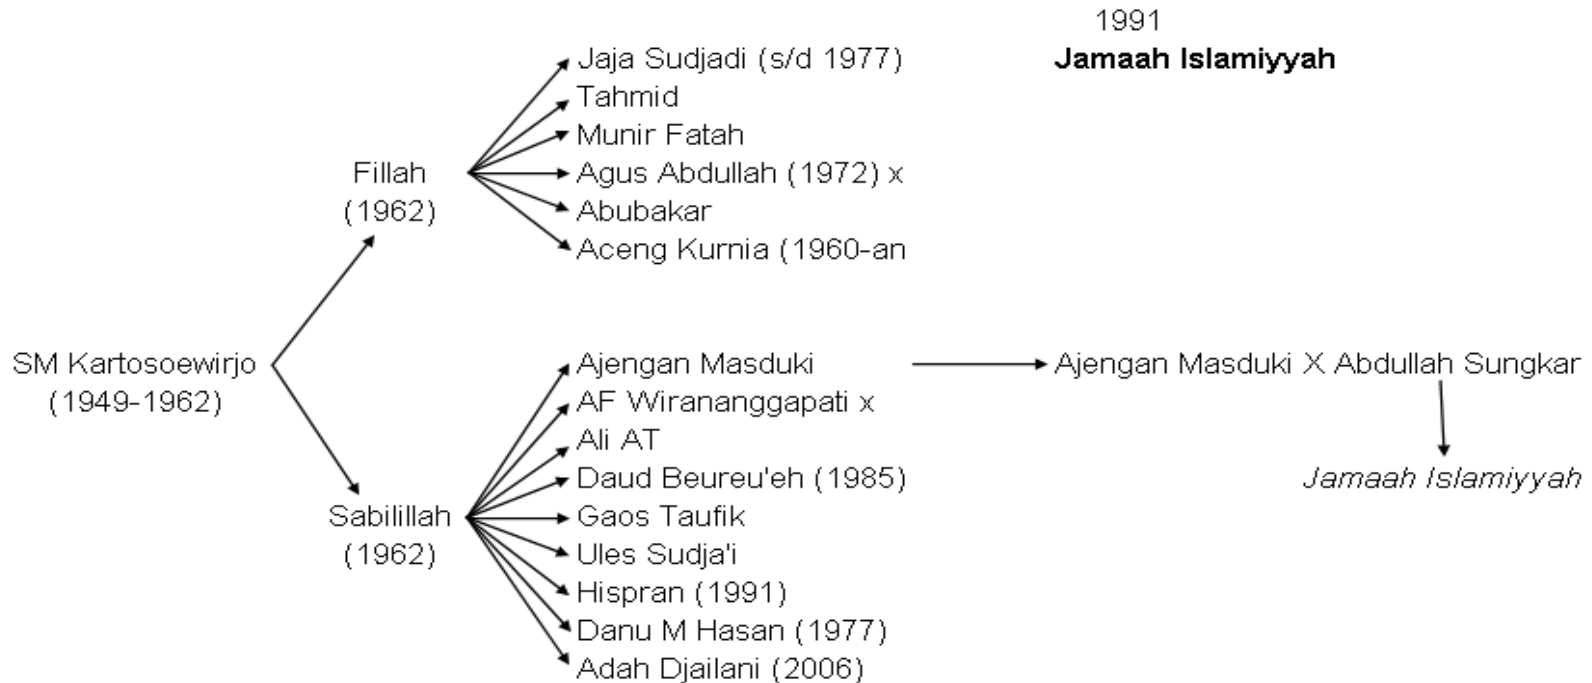 1991
Jamaah Islamiyyah
Jaja Sudjadi (s/d 1977)
Tahmid
Munir Fatah
Fillah
(1962)
Agus Abdullah (1972) x
Abubakar
Aceng Kurnia (1960-an
SM Kartosoewirjo
(1949-1962)
Ajengan Masduki
Ajengan Masduki X Abdullah Sungkar
AF Wirananggapati x
Ali AT
Daud Beureu'eh (1985)
Jamaah Islamiyyah
Sabilillah
(1962)
Gaos Taufik
Ules Sudja'i
Hispran (1991)
Danu M Hasan (1977)
Adah Djailani (2006)